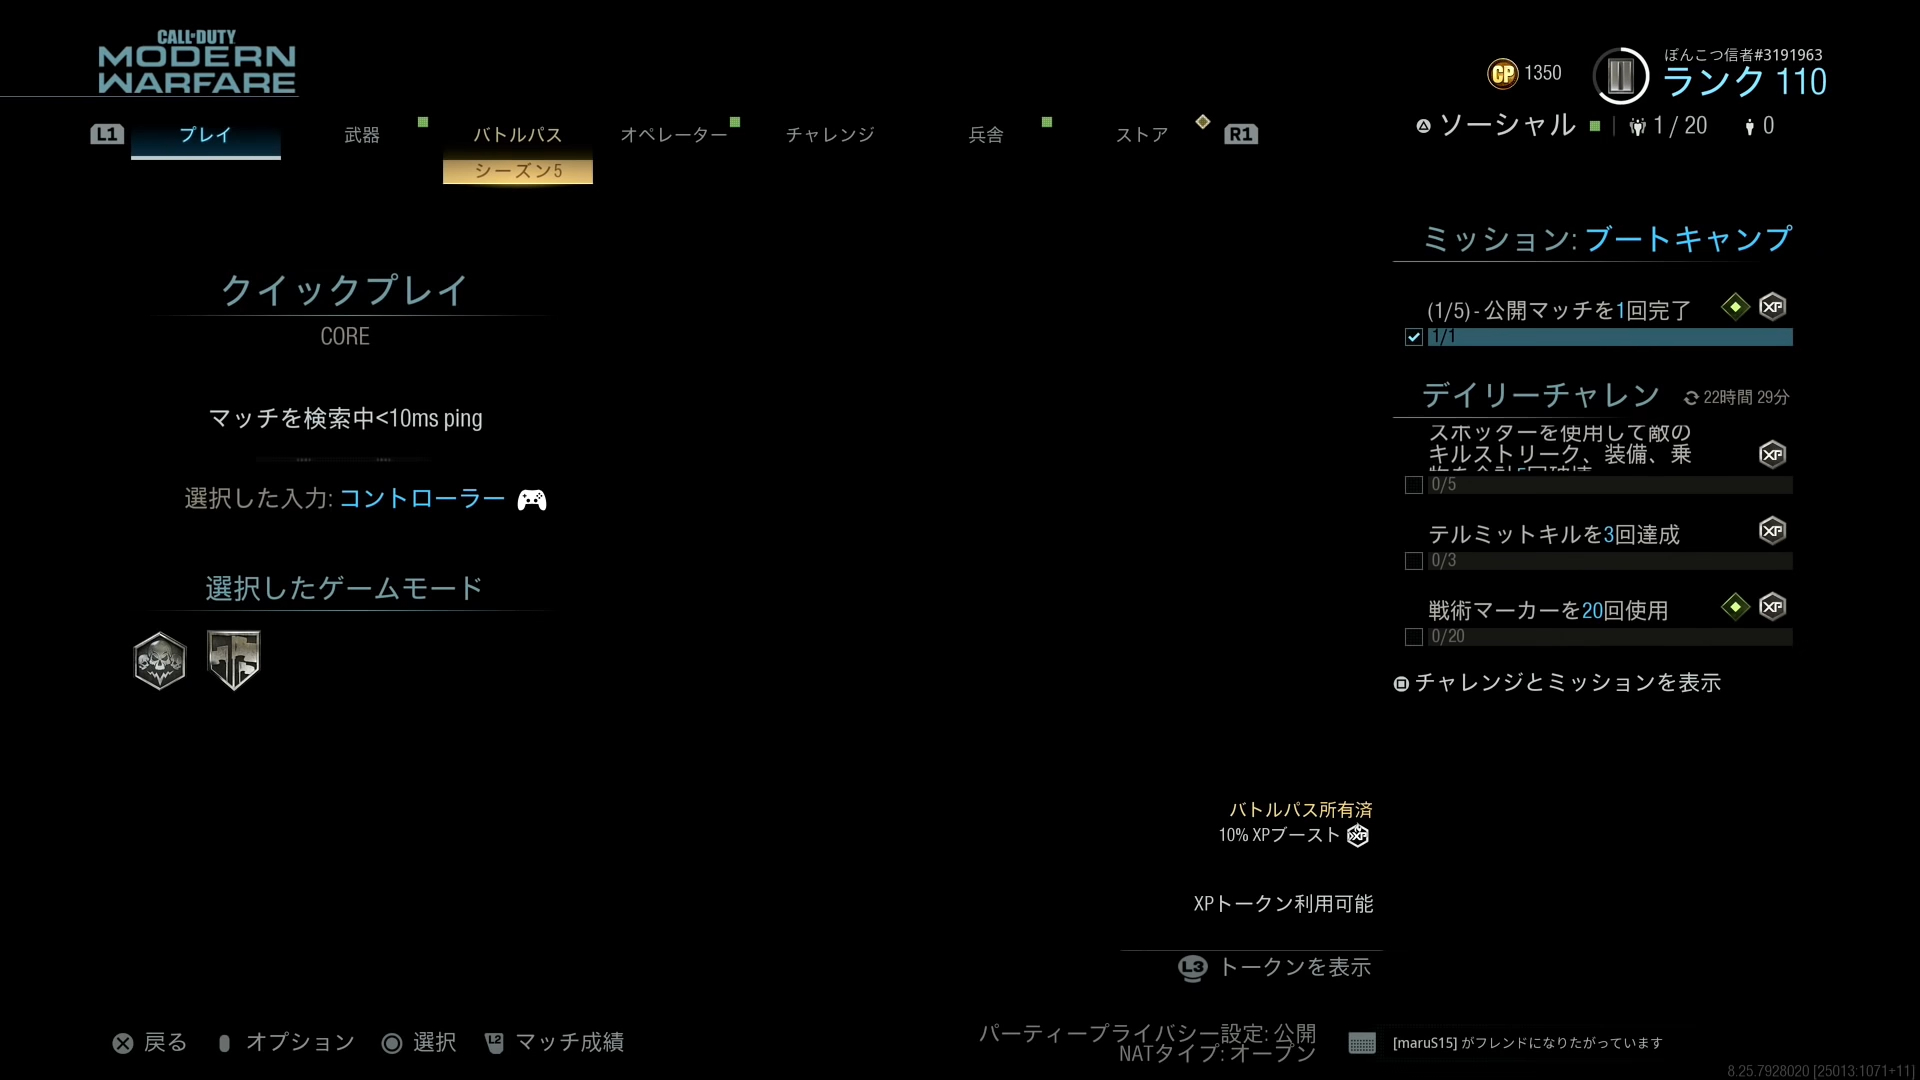 CALL·DUTY
MODERN
WARFARE
CP 1350
ぼんこつ信者#3191963
ランク 110
L1
プレイ
武器
バトルパス
オペレーター
チャレンジ
兵舎
ストア
R1
シーズン5
ソーシャル
1 / 20
0
ミッション: ブートキャンプ
(1/5) - 公開マッチを1回完了
XP
1/1
デイリーチャレン
22時間 29分
スポッターを使用して敵の
キルストリーク、装備、乗
XP
0/5
テルミットキルを3回達成
XP
0/3
戦術マーカーを20回使用
XP
0/20
チャレンジとミッションを表示
クイックプレイ
CORE
マッチを検索中<10ms ping
選択した入力: コントローラー
選択したゲームモード
バトルパス所有済
10% XPブースト
XPトークン利用可能
L3 トークンを表示
戻る
オプション
選択
L2 マッチ成績
パーティープライバシー設定: 公開
NATタイプ: オープン
[maruS15] がフレンドになりたがっています
8.25.7928020 [25013:1071+11]